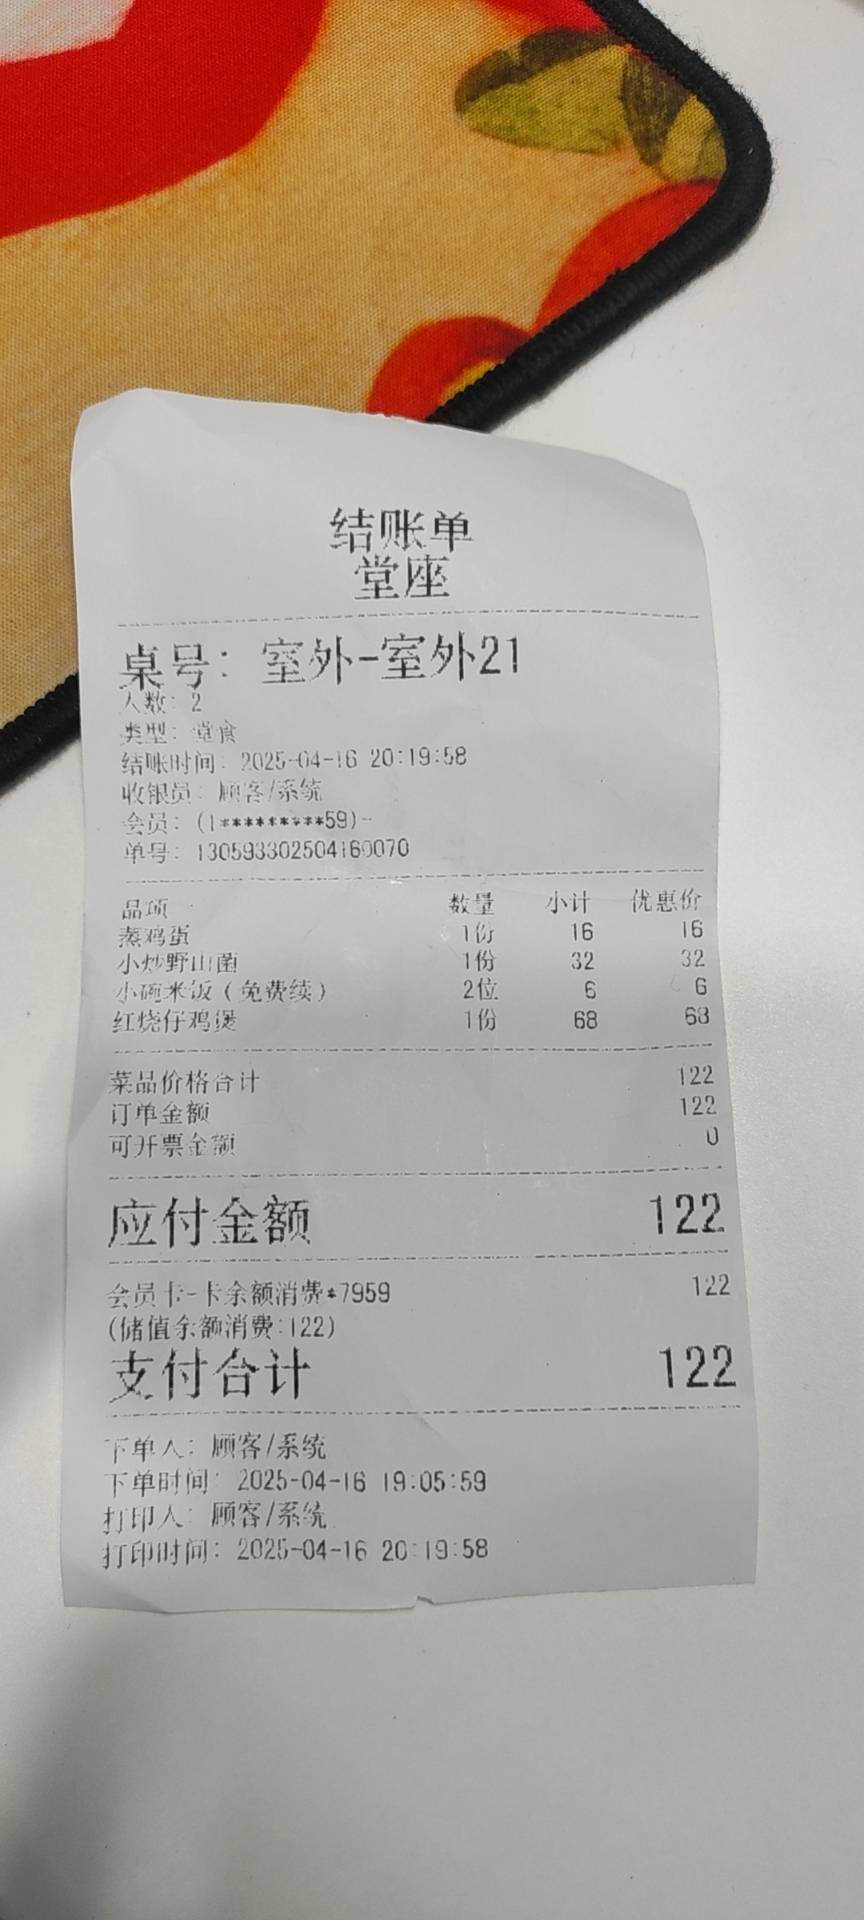 结账单
堂座
桌号：室外-室外21
人数：2
类型：堂食
结账时间：2025-04-16 20:19:58
收银员：顾客/系统
会员：(1*********59)-
单号：130593302504160070
品项 数量 小计 优惠价
蒸鸡蛋 1份 16 16
小炒野山菌 1份 32 32
小碗米饭（免费续） 2位 6 6
红烧仔鸡煲 1份 68 68
菜品价格合计 122
订单金额 122
可开票金额 0
应付金额 122
会员卡-卡余额消费*7959 122
(储值余额消费:122)
支付合计 122
下单人：顾客/系统
下单时间：2025-04-16 19:05:59
打印人：顾客/系统
打印时间：2025-04-16 20:19:58